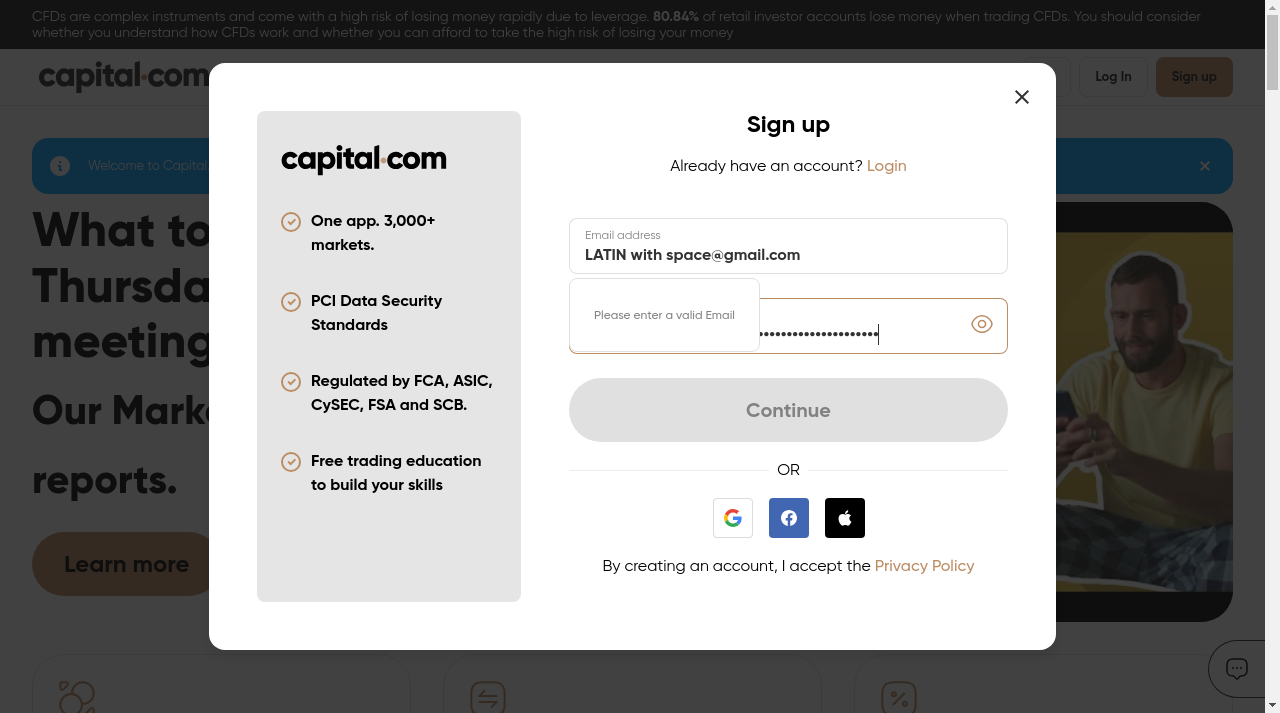 CFDs are complex instruments and come with a high risk of losing money rapidly due to leverage. 80.84% of retail investor accounts lose money when trading CFDs. You should consider
whether you understand how CFDs work and whether you can afford to take the high risk of losing your money
capital.com
Log In
Sign up
Welcome to Capital
What to
Thursda
meeting
Our Marke
reports.
Learn more
capital.com
One app. 3,000+
markets.
PCI Data Security
Standards
Regulated by FCA, ASIC,
CySEC, FSA and SCB.
Free trading education
to build your skills
Sign up
Already have an account? Login
Email address
LATIN with space@gmail.com
Please enter a valid Email
Continue
OR
By creating an account, I accept the Privacy Policy